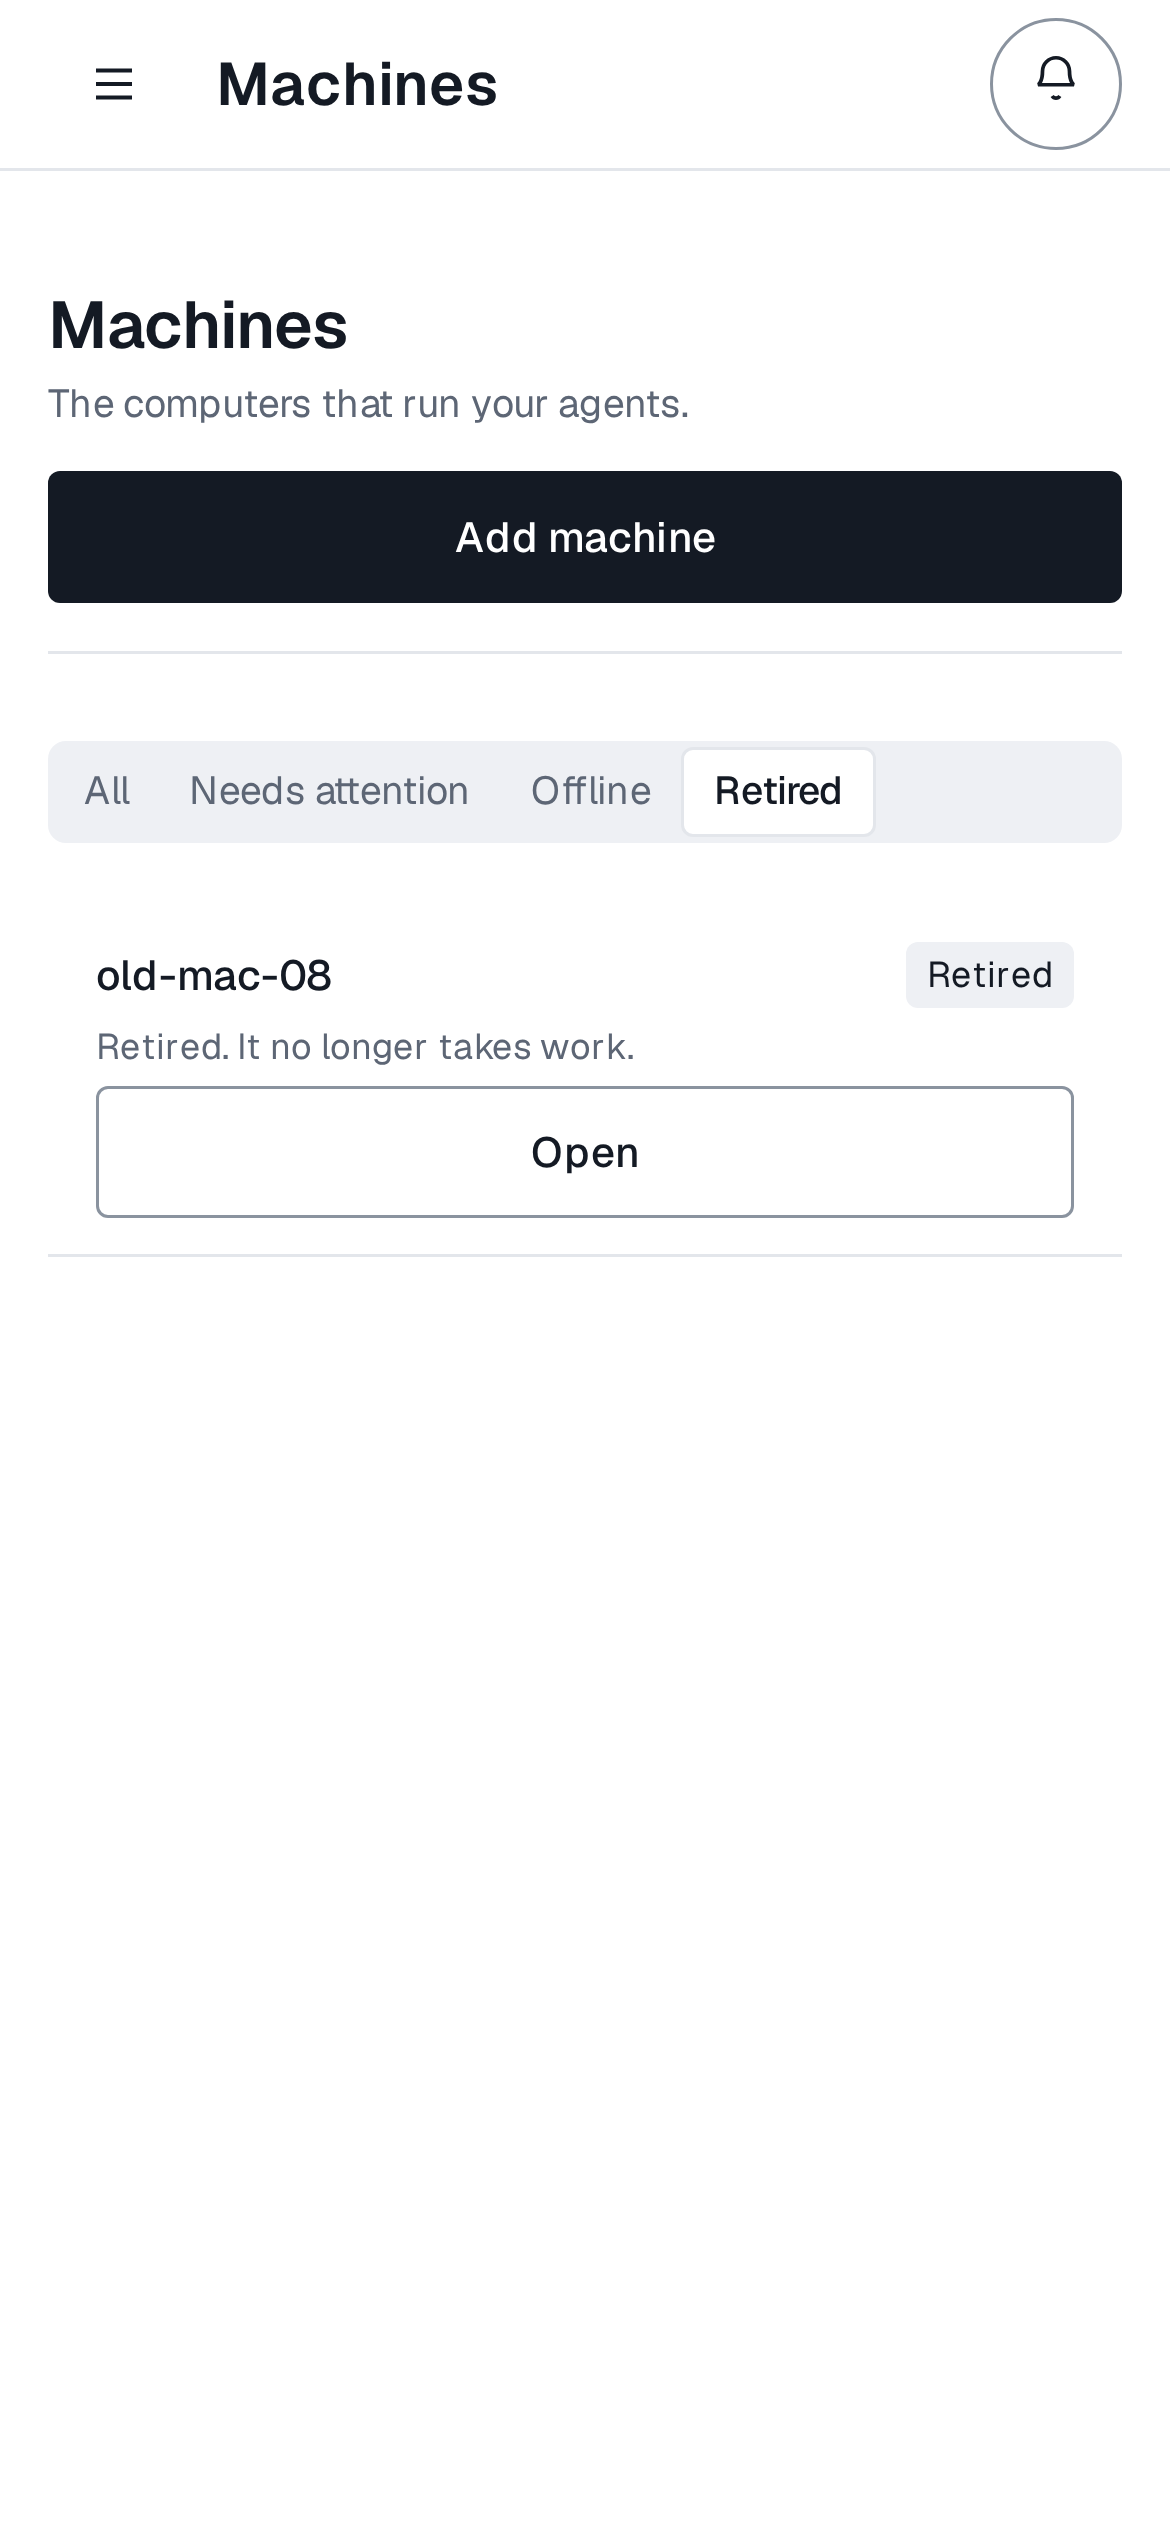 Machines
Machines
The computers that run your agents.
Add machine
All Needs attention Offline Retired
old-mac-08 Retired
Retired. It no longer takes work.
Open